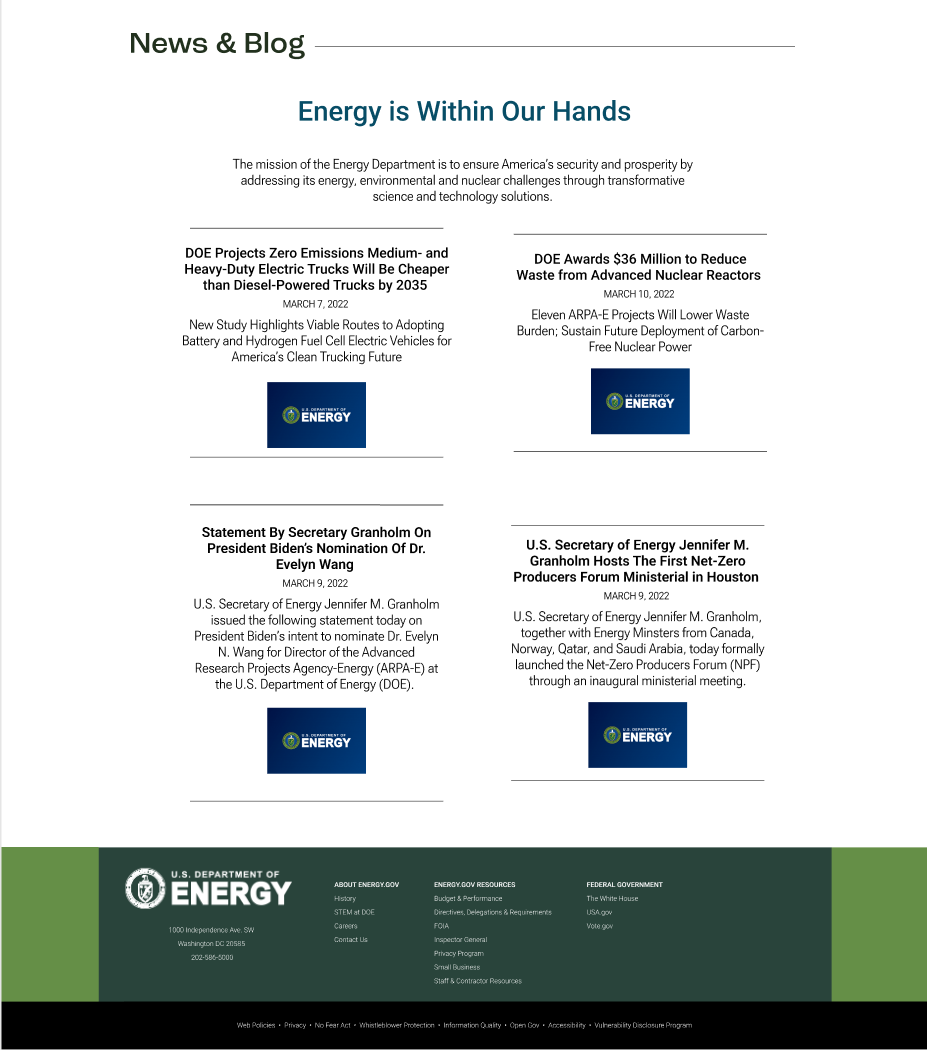 News & Blog
Energy is Within Our Hands
The mission of the Energy Department is to ensure America's security and prosperity by
addressing its energy, environmental and nuclear challenges through transformative
science and technology solutions.
DOE Projects Zero Emissions Medium- and
Heavy-Duty Electric Trucks Will Be Cheaper
than Diesel-Powered Trucks by 2035
MARCH 7, 2022
New Study Highlights Viable Routes to Adopting
Battery and Hydrogen Fuel Cell Electric Vehicles for
America's Clean Trucking Future
U.S. DEPARTMENT OF
ENERGY
DOE Awards $36 Million to Reduce
Waste from Advanced Nuclear Reactors
MARCH 10, 2022
Eleven ARPA-E Projects Will Lower Waste
Burden; Sustain Future Deployment of Carbon-
Free Nuclear Power
U.S. DEPARTMENT OF
ENERGY
Statement By Secretary Granholm On
President Biden's Nomination Of Dr.
Evelyn Wang
MARCH 9, 2022
U.S. Secretary of Energy Jennifer M. Granholm
issued the following statement today on
President Biden's intent to nominate Dr. Evelyn
N. Wang for Director of the Advanced
Research Projects Agency-Energy (ARPA-E) at
the U.S. Department of Energy (DOE).
U.S. DEPARTMENT OF
ENERGY
U.S. Secretary of Energy Jennifer M.
Granholm Hosts The First Net-Zero
Producers Forum Ministerial in Houston
MARCH 9, 2022
U.S. Secretary of Energy Jennifer M. Granholm,
together with Energy Minsters from Canada,
Norway, Qatar, and Saudi Arabia, today formally
launched the Net-Zero Producers Forum (NPF)
through an inaugural ministerial meeting.
U.S. DEPARTMENT OF
ENERGY
U.S. DEPARTMENT OF
ENERGY
1000 Independence Ave. SW
Washington DC 20585
202-586-5000
ABOUT ENERGY.GOV
History
STEM at DOE
Careers
Contact Us
ENERGY.GOV RESOURCES
Budget & Performance
Directives, Delegations & Requirements
FOIA
Inspector General
Privacy Program
Small Business
Staff & Contractor Resources
FEDERAL GOVERNMENT
The White House
USA.gov
Vote.gov
Web Policies • Privacy • No Fear Act • Whistleblower Protection • Information Quality • Open Gov • Accessibility • Vulnerability Disclosure Program